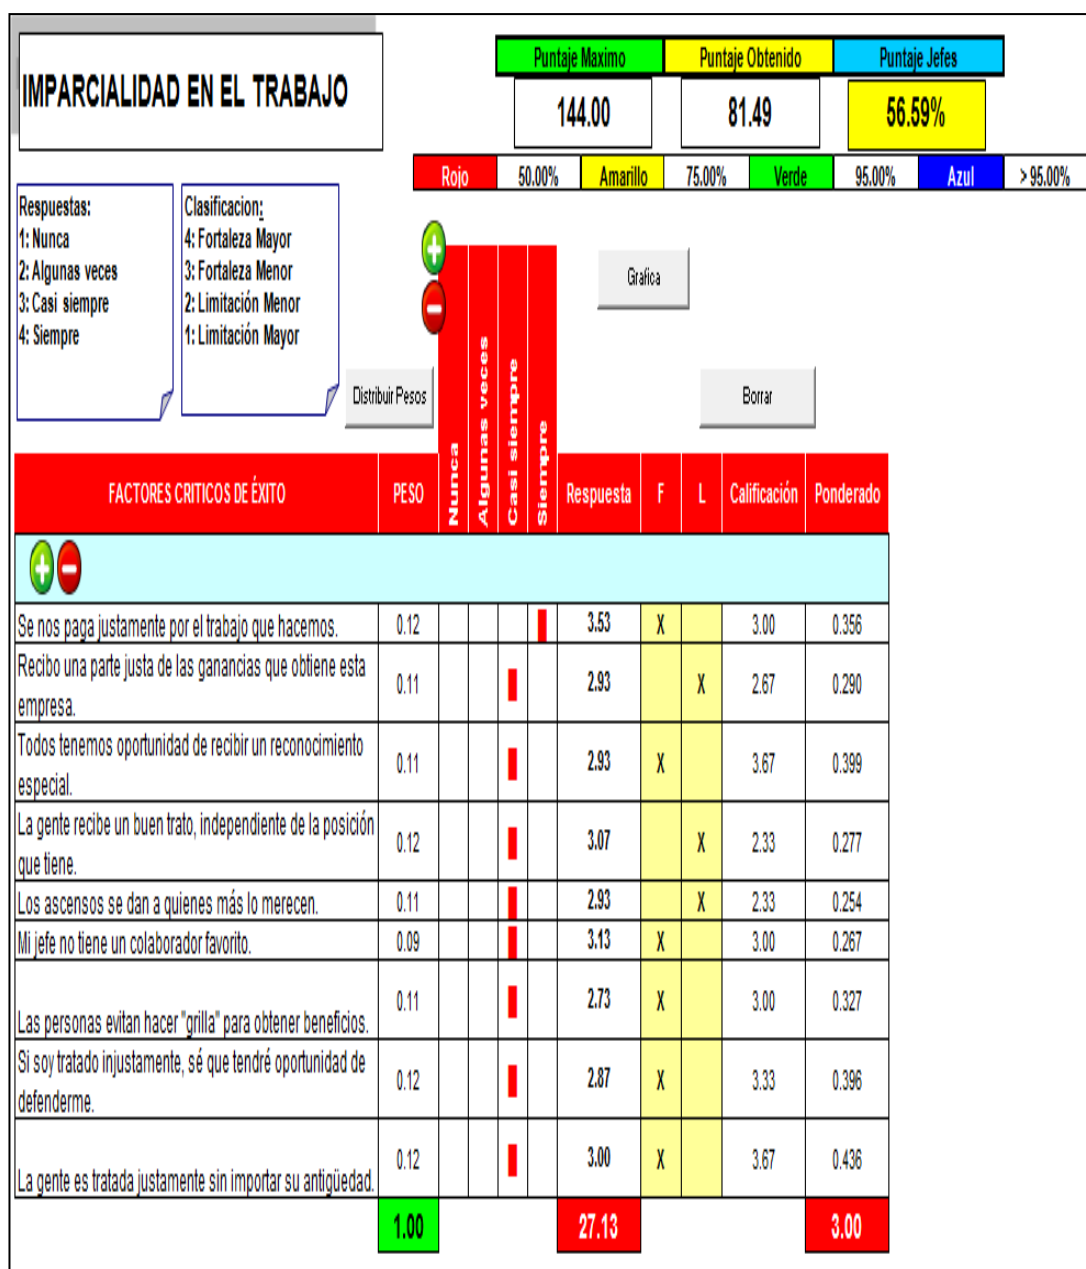 IMPARCIALIDAD EN EL TRABAJO
Puntaje Maximo Puntaje Obtenido Puntaje Jefes
144.00 81.49 56.59%
Rojo 50.00% Amarillo 75.00% Verde 95.00% Azul > 95.00%
Respuestas:
1: Nunca
2: Algunas veces
3: Casi siempre
4: Siempre
Clasificacion:
4: Fortaleza Mayor
3: Fortaleza Menor
2: Limitación Menor
1: Limitación Mayor
Grafica
Distribuir Pesos
Borrar
FACTORES CRITICOS DE ÉXITO PESO Nunca Algunas veces Casi siempre Siempre Respuesta F L Calificación Ponderado
Se nos paga justamente por el trabajo que hacemos. 0.12 3.53 X 3.00 0.356
Recibo una parte justa de las ganancias que obtiene esta
empresa. 0.11 2.93 X 2.67 0.290
Todos tenemos oportunidad de recibir un reconocimiento
especial. 0.11 2.93 X 3.67 0.399
La gente recibe un buen trato, independiente de la posición
que tiene. 0.12 3.07 X 2.33 0.277
Los ascensos se dan a quienes más lo merecen. 0.11 2.93 X 2.33 0.254
Mi jefe no tiene un colaborador favorito. 0.09 3.13 X 3.00 0.267
Las personas evitan hacer "grilla" para obtener beneficios. 0.11 2.73 X 3.00 0.327
Si soy tratado injustamente, sé que tendré oportunidad de
defenderme. 0.12 2.87 X 3.33 0.396
La gente es tratada justamente sin importar su antigüedad. 0.12 3.00 X 3.67 0.436
1.00 27.13 3.00